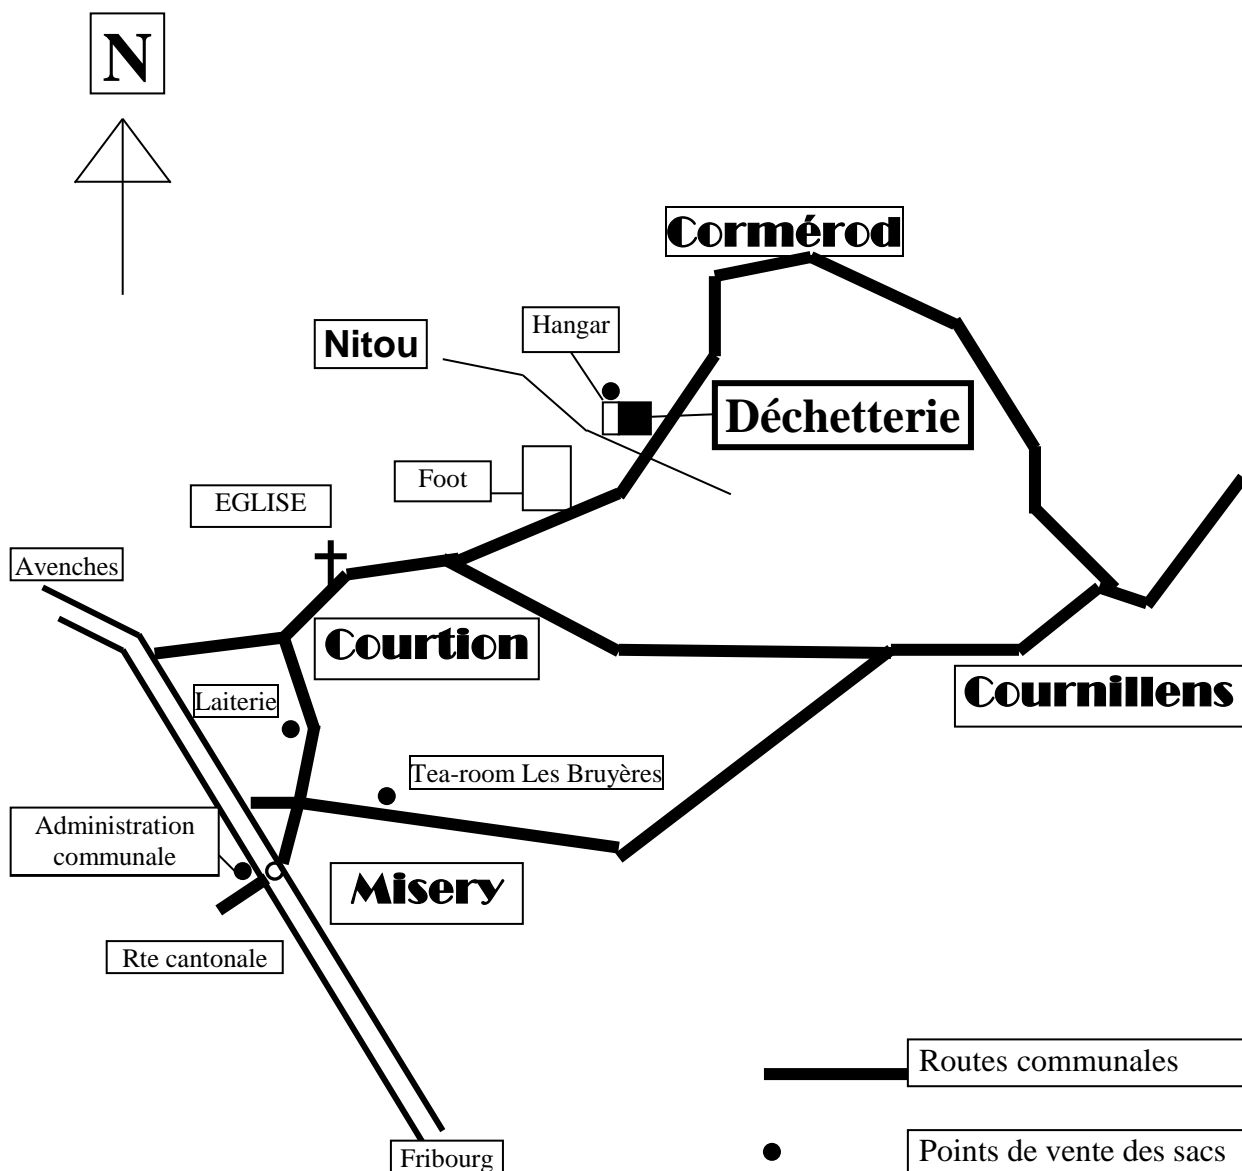 N
Cormérod
Hangar
Nitou
Déchetterie
Foot
EGLISE
Avenches
Courtion
Cournillens
Laiterie
Tea-room Les Bruyères
Administration
communale
Misery
Rte cantonale
Routes communales
Points de vente des sacs
Fribourg